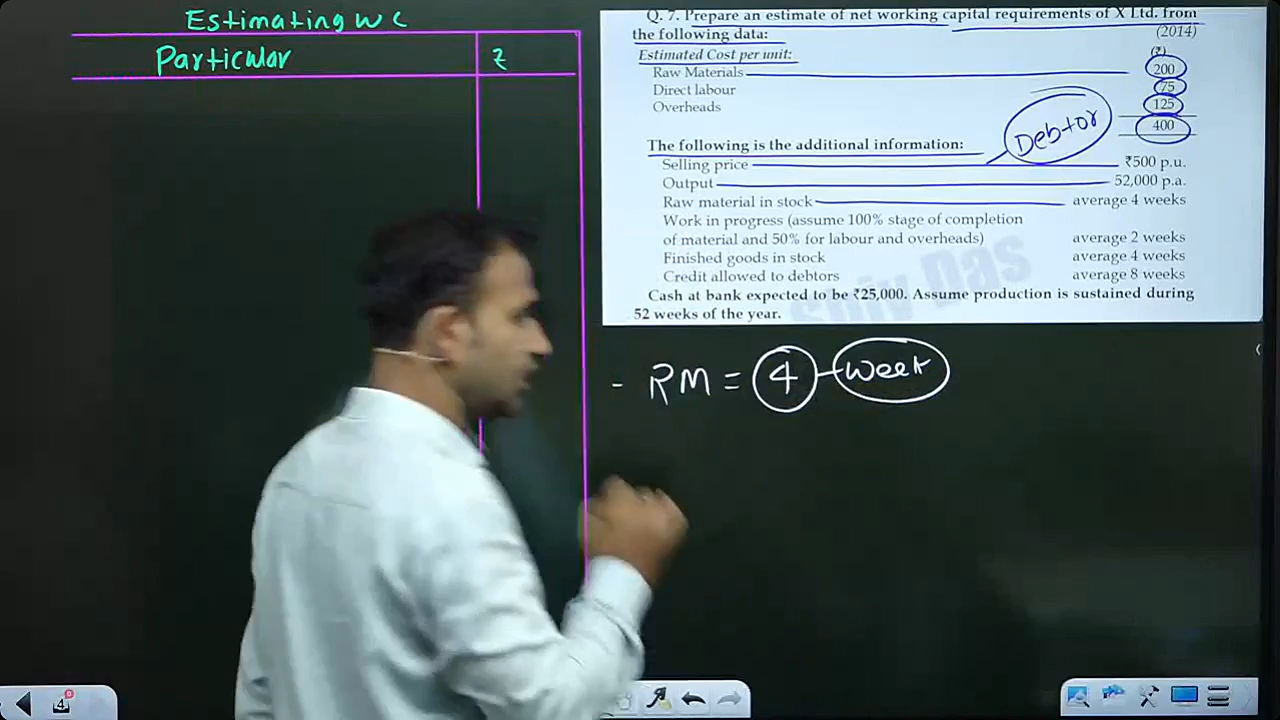 Estimating WC
Particular ₹
Q. 7. Prepare an estimate of net working capital requirements of X Ltd. from
the following data: (2014)
Estimated Cost per unit: (₹)
Raw Materials 200
Direct labour 75
Overheads 125
400
Debtor
The following is the additional information:
Selling price ₹500 p.u.
Output 52,000 p.a.
Raw material in stock average 4 weeks
Work in progress (assume 100% stage of completion
of material and 50% for labour and overheads) average 2 weeks
Finished goods in stock average 4 weeks
Credit allowed to debtors average 8 weeks
Cash at bank expected to be ₹25,000. Assume production is sustained during
52 weeks of the year.
Shiv Das
- RM = 4 - Week
4